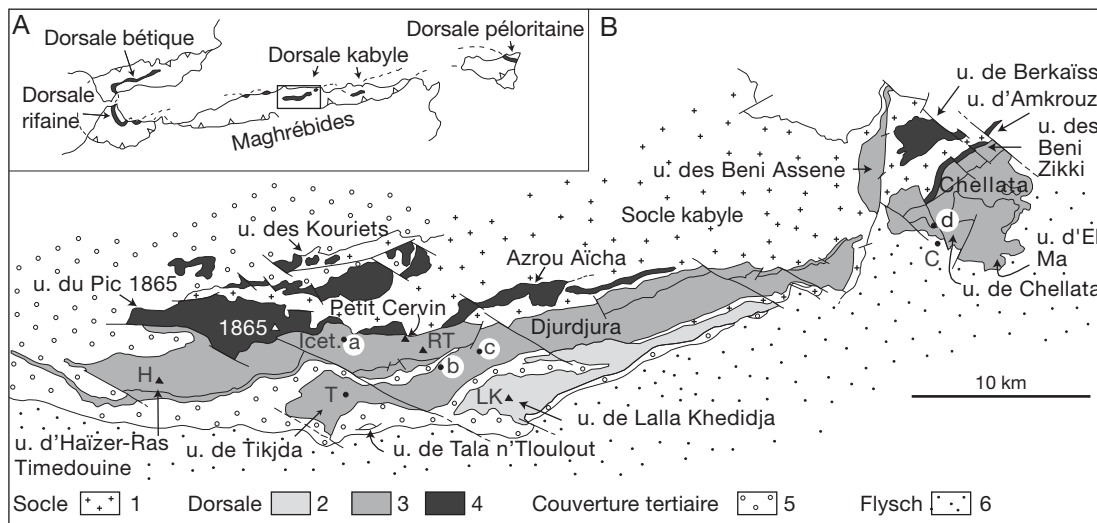 A
B
Dorsale bétique
Dorsale kabyle
Dorsale péloritaine
Dorsale
rifaine
Maghrébides
u. de Berkaïss
u. d'Amkrouz
u. des
Beni
Zikki
u. des Beni Assene
Chellata
Socle kabyle
d
C.
u. d'El
Ma
u. de Chellata
u. des Kouriets
Azrou Aïcha
u. du Pic 1865
Petit Cervin
1865
Djurdjura
Icet.
a
RT
c
b
H
T
LK
10 km
u. de Lalla Khedidja
u. d'Haïzer-Ras
Timedouine
u. de Tikjda
u. de Tala n'Tloulout
Socle 1 Dorsale 2 3 4 Couverture tertiaire 5 Flysch 6